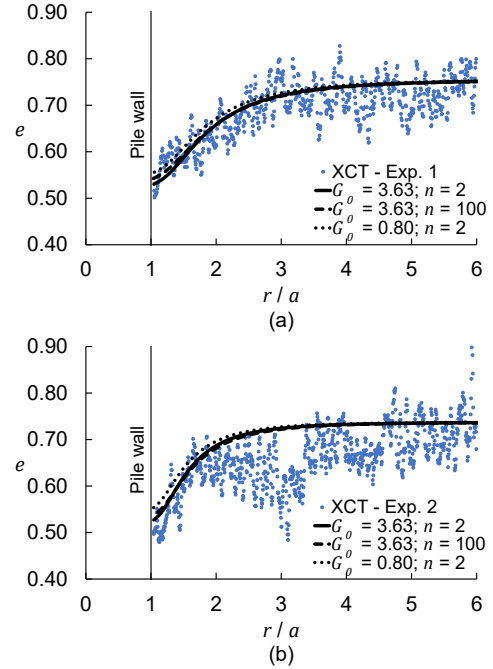 0.90
0.80
0.70
e
0.60
0.50
0.40
Pile wall
XCT - Exp. 1
G₀ = 3.63; n = 2
G₀ = 3.63; n = 100
G₀ = 0.80; n = 2
0 1 2 3 4 5 6
r / a
(a)
0.90
0.80
0.70
e
0.60
0.50
0.40
Pile wall
XCT - Exp. 2
G₀ = 3.63; n = 2
G₀ = 3.63; n = 100
G₀ = 0.80; n = 2
0 1 2 3 4 5 6
r / a
(b)